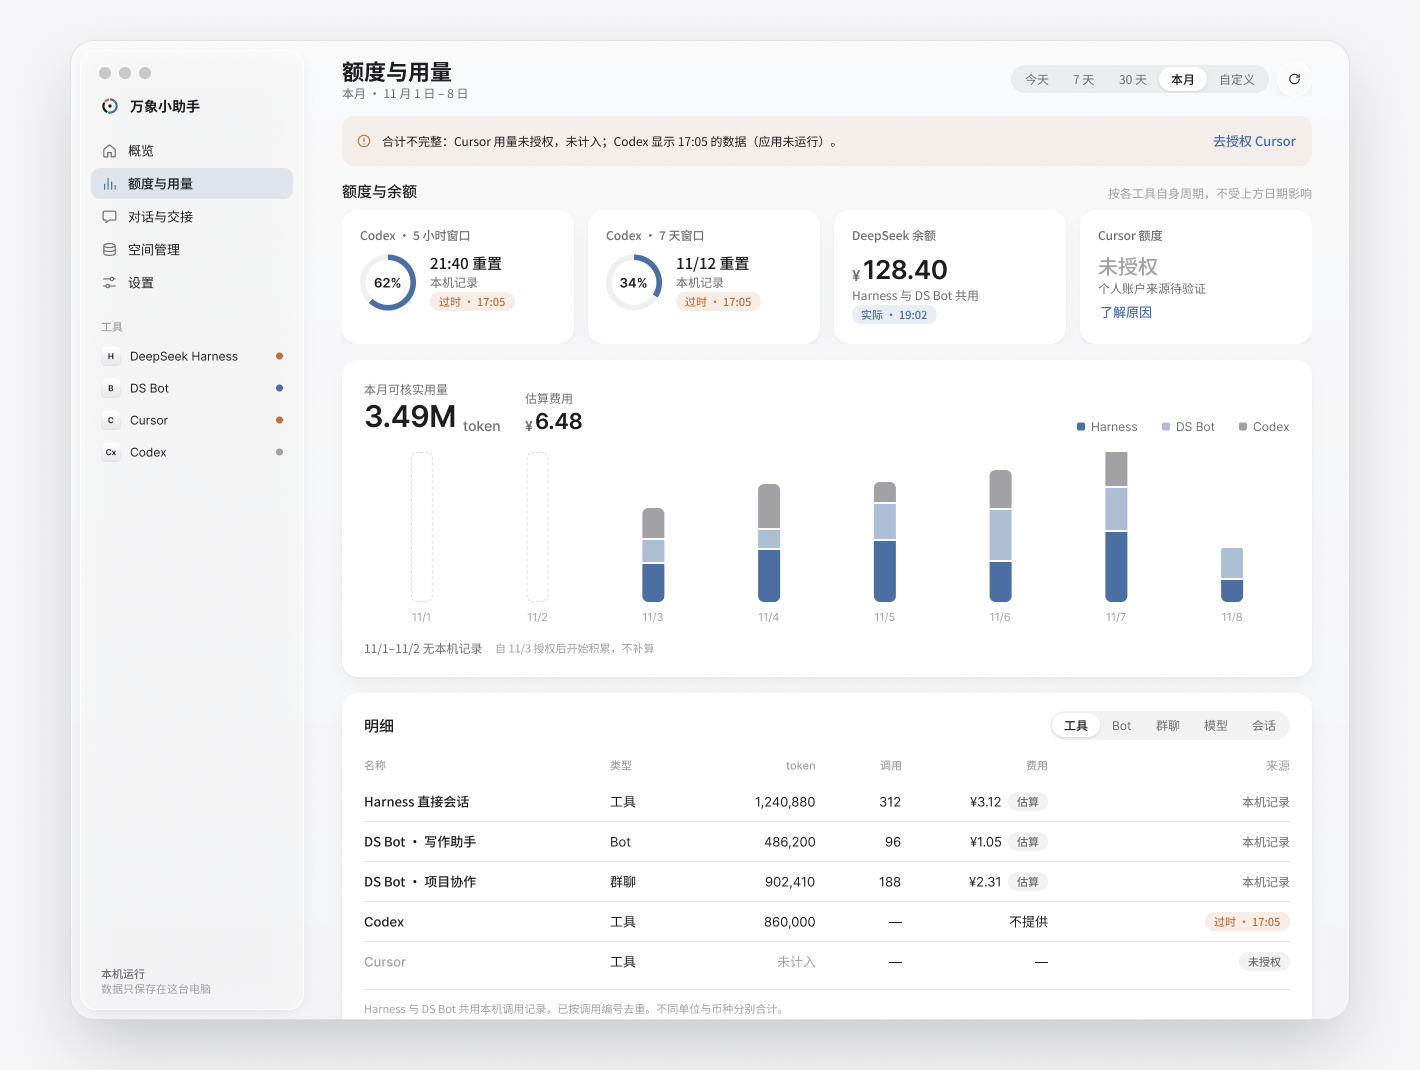 万象小助手
概览
额度与用量
对话与交接
空间管理
设置
工具
H DeepSeek Harness
B DS Bot
C Cursor
Cx Codex
本机运行
数据只保存在这台电脑
额度与用量
本月 · 11 月 1 日 – 8 日
今天 7 天 30 天 本月 自定义
合计不完整：Cursor 用量未授权，未计入；Codex 显示 17:05 的数据（应用未运行）。
去授权 Cursor
额度与余额
按各工具自身周期，不受上方日期影响
Codex · 5 小时窗口
62%
21:40 重置
本机记录
过时 · 17:05
Codex · 7 天窗口
34%
11/12 重置
本机记录
过时 · 17:05
DeepSeek 余额
¥128.40
Harness 与 DS Bot 共用
实际 · 19:02
Cursor 额度
未授权
个人账户来源待验证
了解原因
本月可核实用量
3.49M token
估算费用
¥6.48
Harness DS Bot Codex
11/1 11/2 11/3 11/4 11/5 11/6 11/7 11/8
11/1–11/2 无本机记录 自 11/3 授权后开始积累，不补算
明细
工具 Bot 群聊 模型 会话
名称 类型 token 调用 费用 来源
Harness 直接会话 工具 1,240,880 312 ¥3.12 估算 本机记录
DS Bot · 写作助手 Bot 486,200 96 ¥1.05 估算 本机记录
DS Bot · 项目协作 群聊 902,410 188 ¥2.31 估算 本机记录
Codex 工具 860,000 — 不提供 过时 · 17:05
Cursor 工具 未计入 — — 未授权
Harness 与 DS Bot 共用本机调用记录，已按调用编号去重。不同单位与币种分别合计。